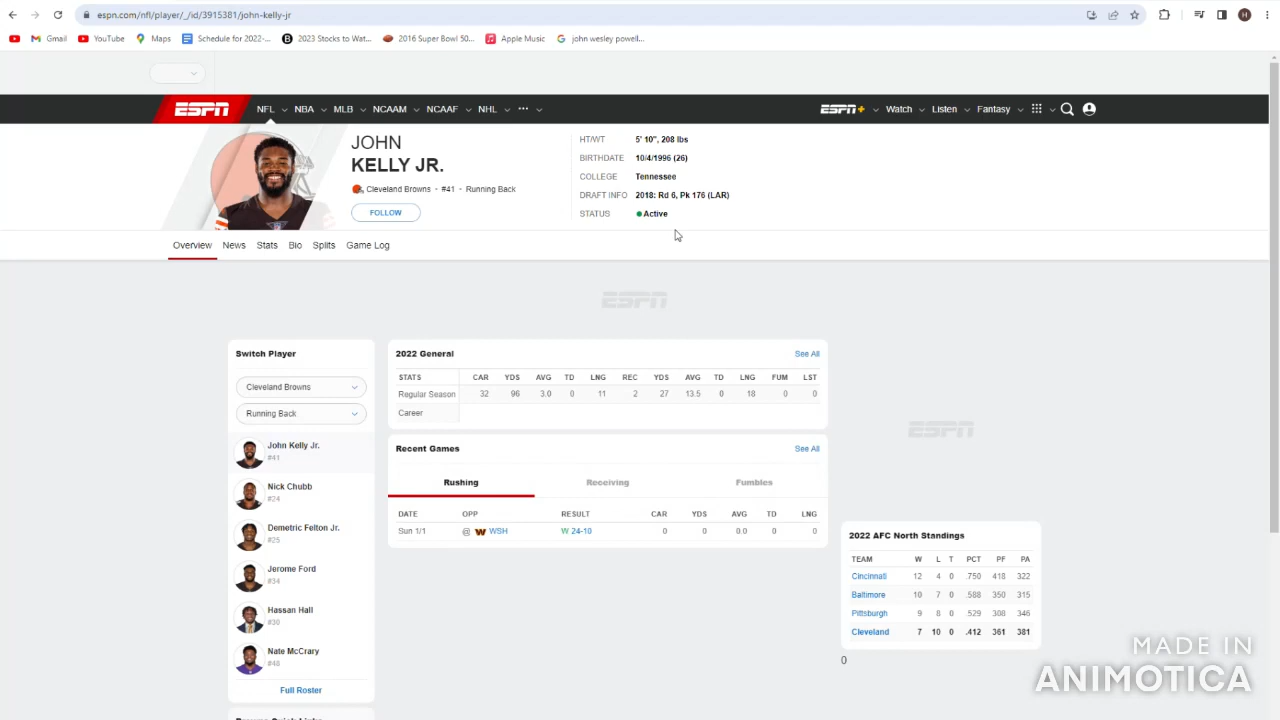 espn.com/nfl/player/_/id/3915381/john-kelly-jr
H
Gmail
YouTube
Maps
Schedule for 2022-...
2023 Stocks to Wat...
2016 Super Bowl 50...
Apple Music
john wesley powell...
ESPN
NFL
NBA
MLB
NCAAM
NCAAF
NHL
ESPN+
Watch
Listen
Fantasy
JOHN
KELLY JR.
Cleveland Browns • #41 • Running Back
FOLLOW
HT/WT 5' 10", 208 lbs
BIRTHDATE 10/4/1996 (26)
COLLEGE Tennessee
DRAFT INFO 2018: Rd 6, Pk 176 (LAR)
STATUS Active
Overview News Stats Bio Splits Game Log
ESPN
Switch Player
Cleveland Browns
Running Back
John Kelly Jr.
#41
Nick Chubb
#24
Demetric Felton Jr.
#25
Jerome Ford
#34
Hassan Hall
#30
Nate McCrary
#48
Full Roster
2022 General
See All
STATS CAR YDS AVG TD LNG REC YDS AVG TD LNG FUM LST
Regular Season 32 96 3.0 0 11 2 27 13.5 0 18 0 0
Career
Recent Games
See All
Rushing Receiving Fumbles
DATE OPP RESULT CAR YDS AVG TD LNG
Sun 1/1 @ W WSH W 24-10 0 0 0.0 0 0
ESPN
2022 AFC North Standings
TEAM W L T PCT PF PA
Cincinnati 12 4 0 .750 418 322
Baltimore 10 7 0 .588 350 315
Pittsburgh 9 8 0 .529 308 346
Cleveland 7 10 0 .412 361 381
0
MADE IN
ANIMOTICA